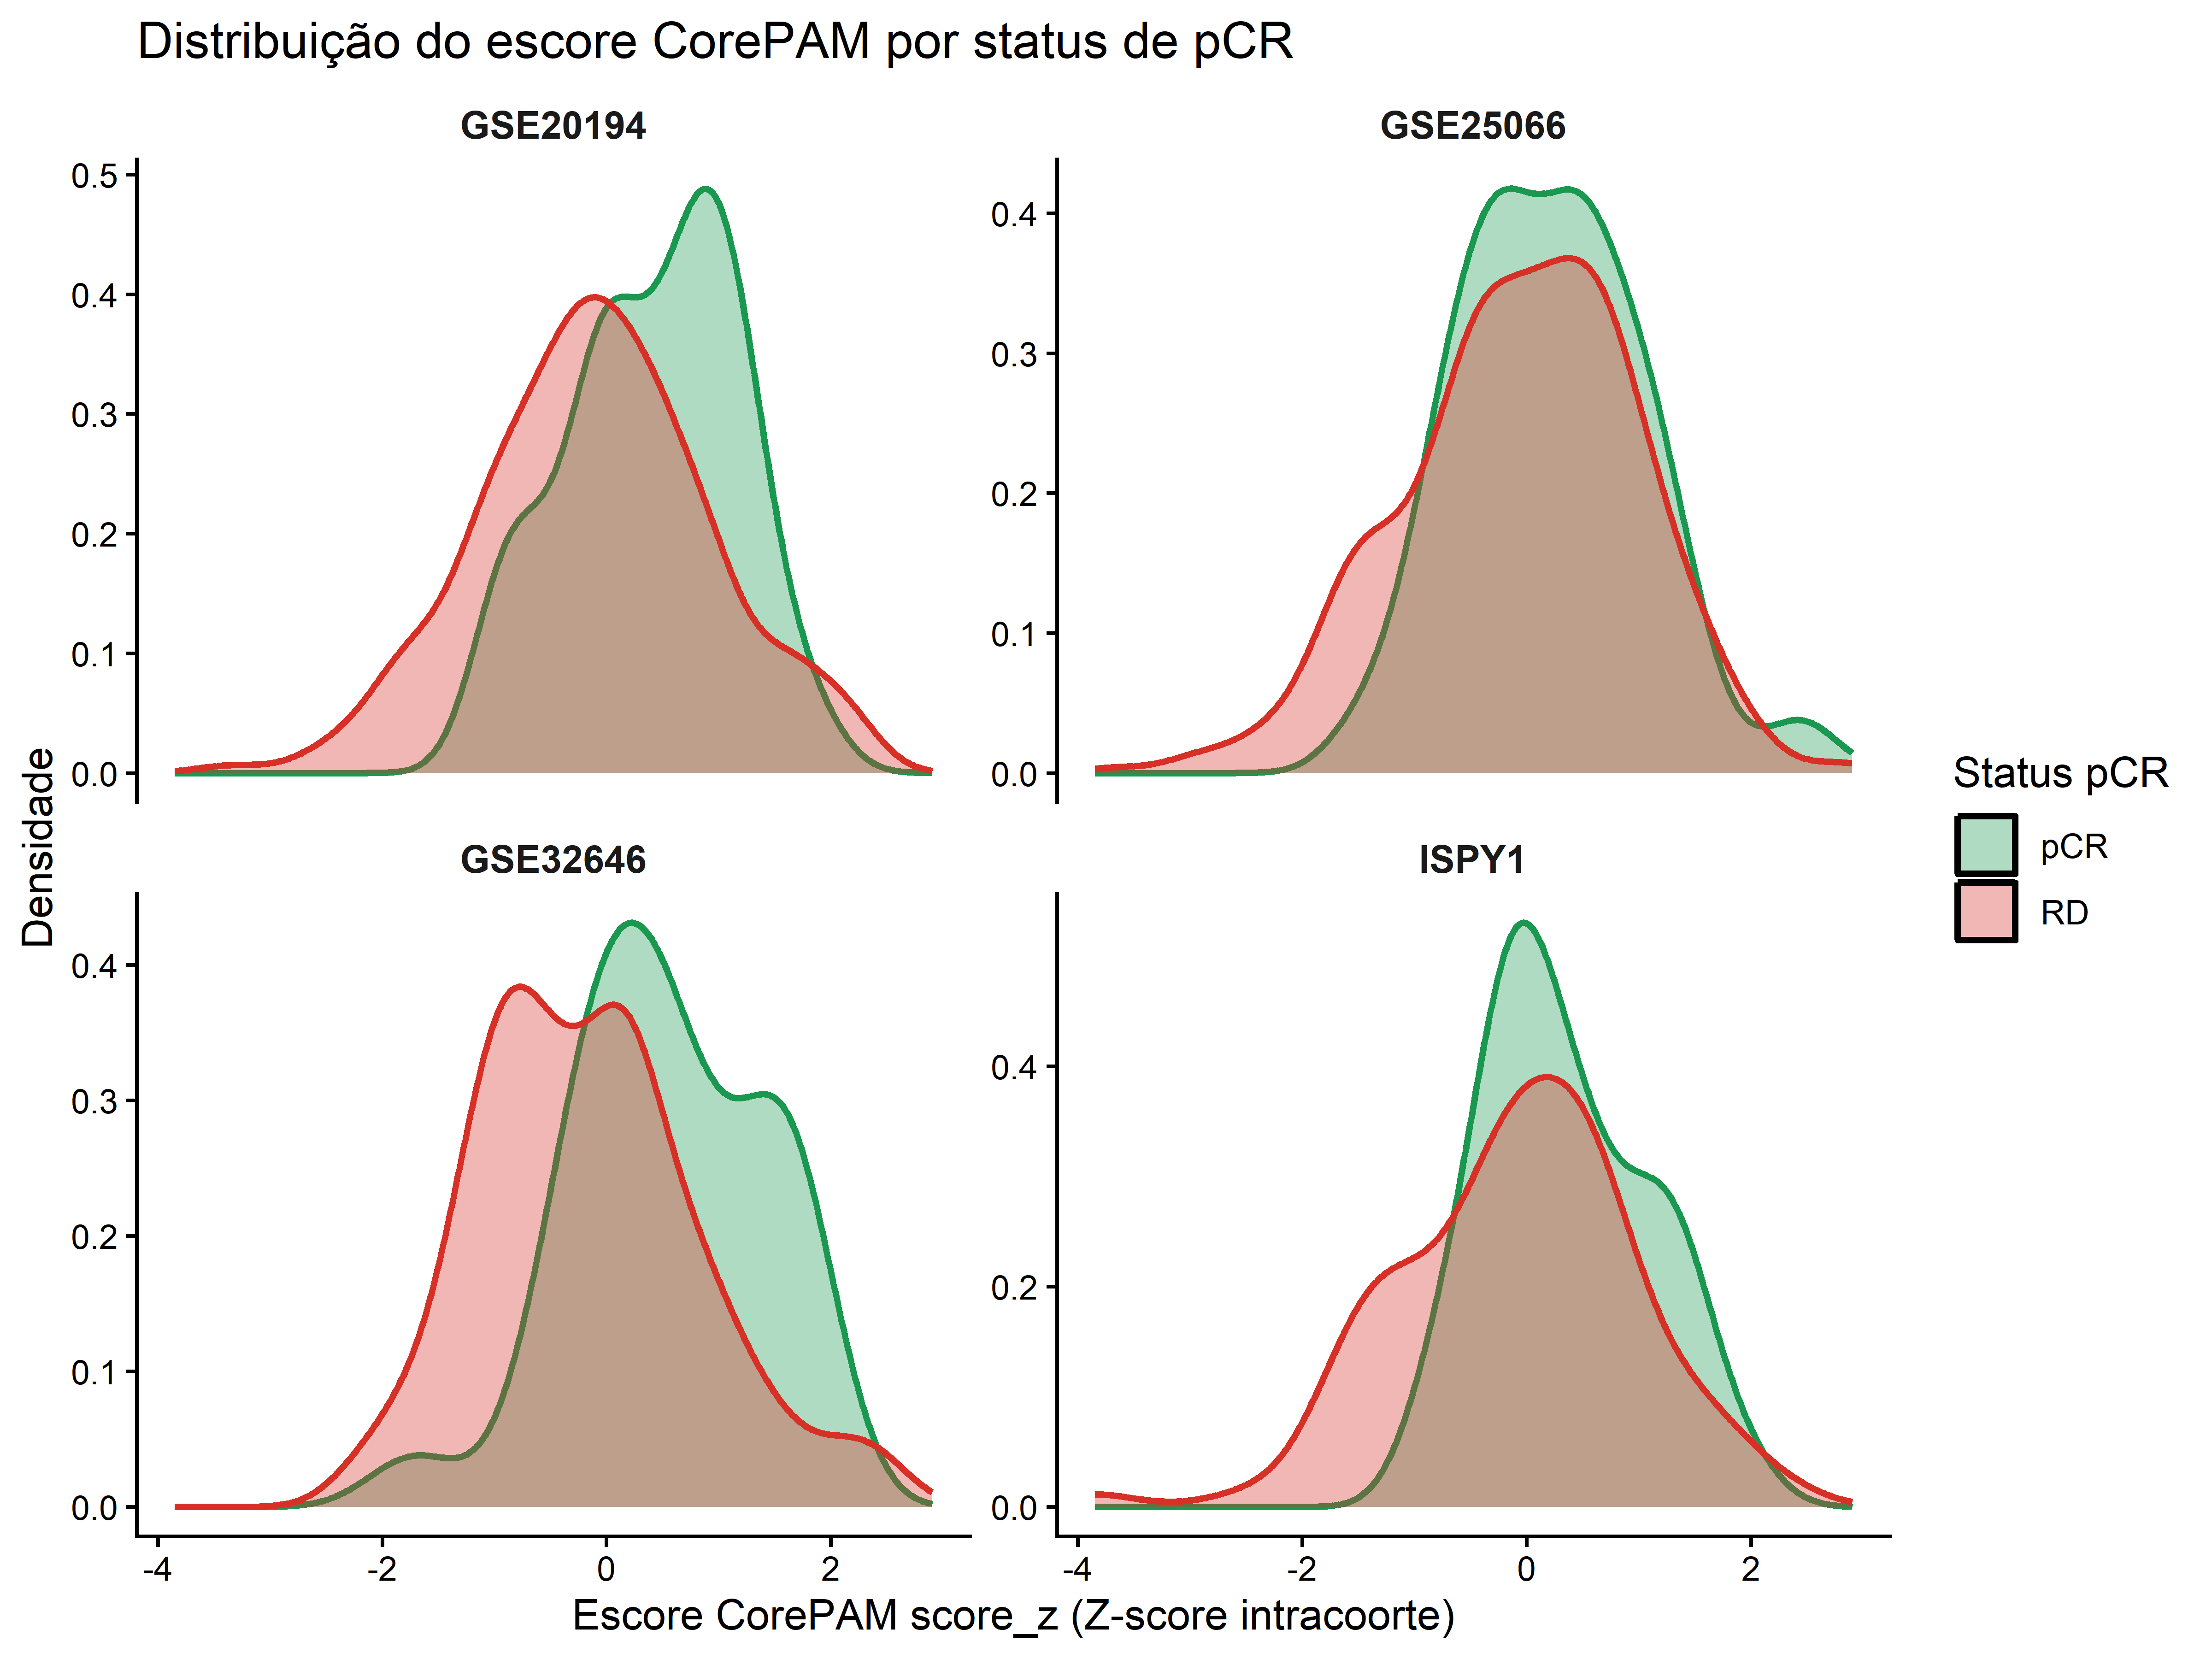 Distribuição do escore CorePAM por status de pCR
GSE20194
GSE25066
0.5
0.4
0.3
0.2
0.1
0.0
0.4
0.3
0.2
0.1
0.0
Densidade
GSE32646
ISPY1
0.4
0.3
0.2
0.1
0.0
0.4
0.2
0.0
-4 -2 0 2
-4 -2 0 2
Escore CorePAM score_z (Z-score intracoorte)
Status pCR
pCR
RD